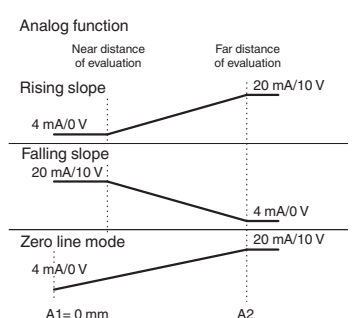 Analog function
Near distance
of evaluation
Far distance
of evaluation
Rising slope
20 mA/10 V
4 mA/0 V
Falling slope
20 mA/10 V
4 mA/0 V
Zero line mode
20 mA/10 V
4 mA/0 V
A1= 0 mm
A2